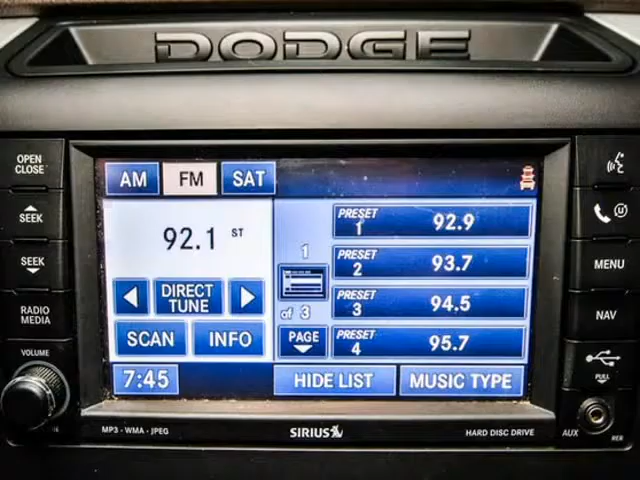 DODGE
OPEN
CLOSE
SEEK
SEEK
RADIO
MEDIA
VOLUME
AM FM SAT
92.1 ST
DIRECT
TUNE
SCAN INFO
1
of 3
PAGE
PRESET
1 92.9
PRESET
2 93.7
PRESET
3 94.5
PRESET
4 95.7
7:45 HIDE LIST MUSIC TYPE
MP3 - WMA - JPEG
SIRIUS
HARD DISC DRIVE
MENU
NAV
PULL
AUX